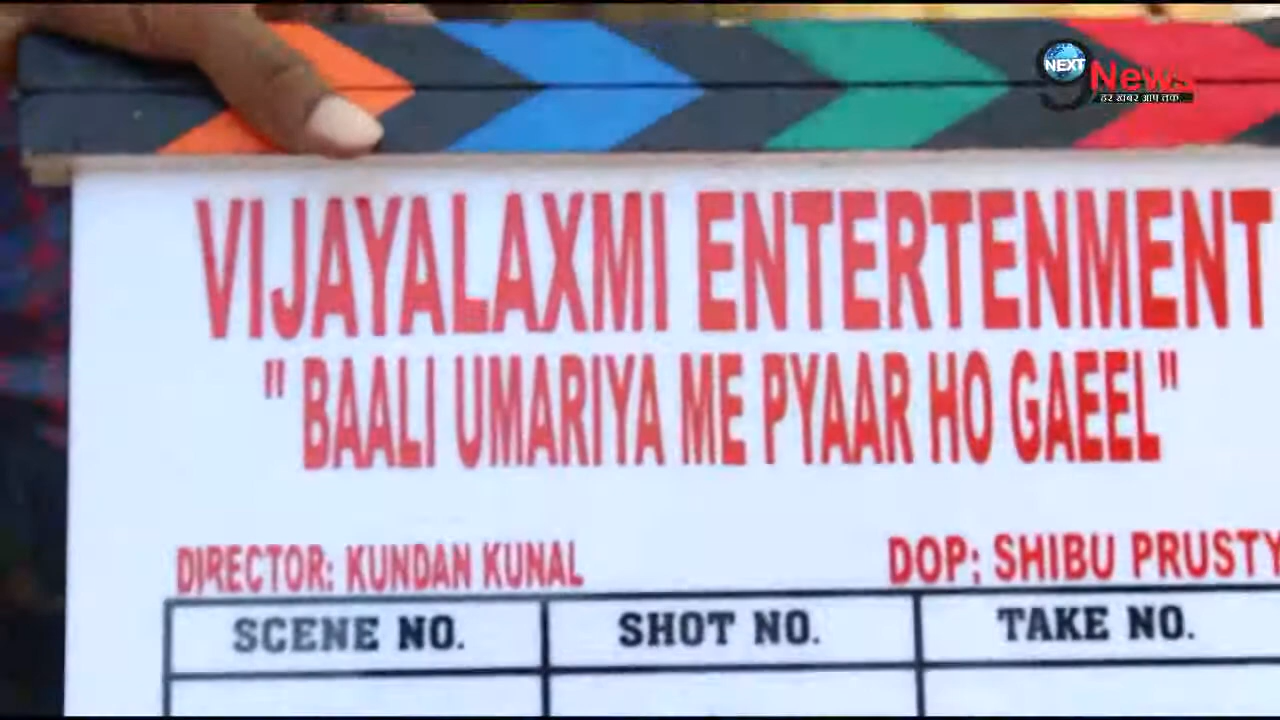 NEXT
9 News
हर खबर आप तक
VIJAYALAXMI ENTERTENMENT
" BAALI UMARIYA ME PYAAR HO GAEEL"
DIRECTOR: KUNDAN KUNAL
DOP: SHIBU PRUSTY
SCENE NO.
SHOT NO.
TAKE NO.